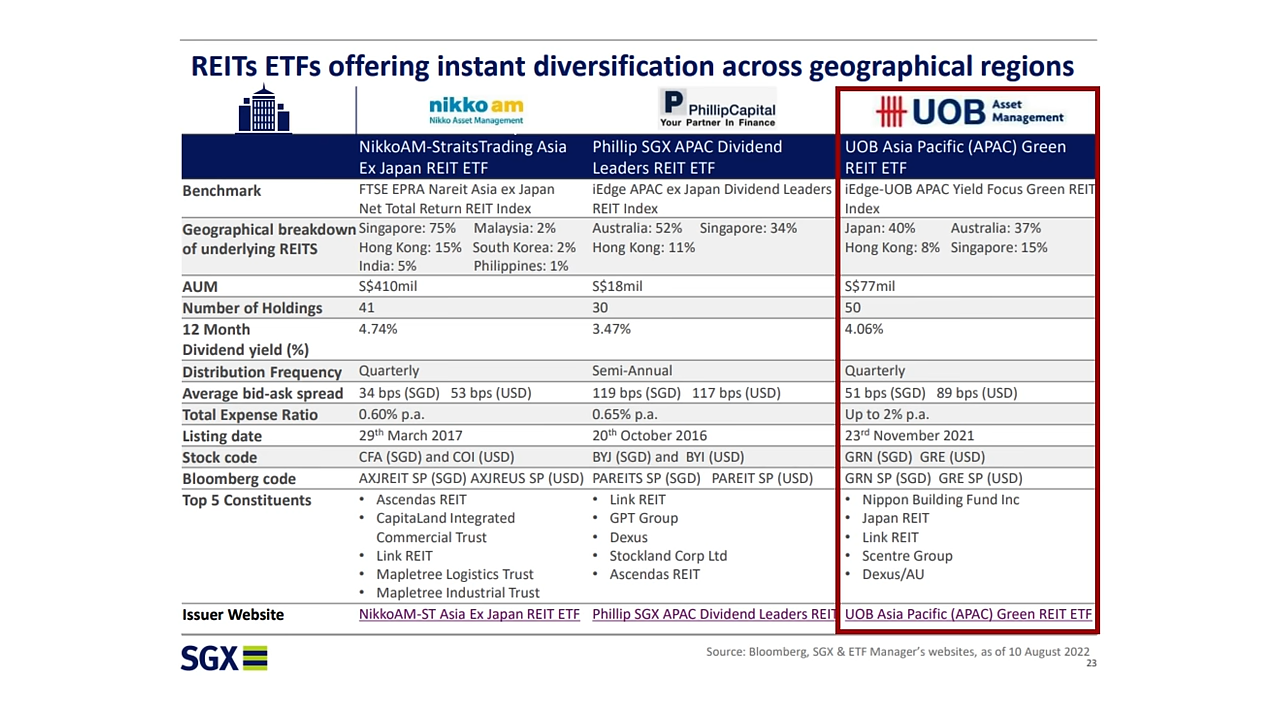 REITs ETFs offering instant diversification across geographical regions
nikko am
Nikko Asset Management
P PhillipCapital
Your Partner In Finance
UOB Asset Management
NikkoAM-StraitsTrading Asia Ex Japan REIT ETF
Phillip SGX APAC Dividend Leaders REIT ETF
UOB Asia Pacific (APAC) Green REIT ETF
Benchmark
FTSE EPRA Nareit Asia ex Japan Net Total Return REIT Index
iEdge APAC ex Japan Dividend Leaders REIT Index
iEdge-UOB APAC Yield Focus Green REIT Index
Geographical breakdown of underlying REITS
Singapore: 75% Malaysia: 2%
Hong Kong: 15% South Korea: 2%
India: 5% Philippines: 1%
Australia: 52% Singapore: 34%
Hong Kong: 11%
Japan: 40% Australia: 37%
Hong Kong: 8% Singapore: 15%
AUM S$410mil S$18mil S$77mil
Number of Holdings 41 30 50
12 Month Dividend yield (%) 4.74% 3.47% 4.06%
Distribution Frequency Quarterly Semi-Annual Quarterly
Average bid-ask spread 34 bps (SGD) 53 bps (USD) 119 bps (SGD) 117 bps (USD) 51 bps (SGD) 89 bps (USD)
Total Expense Ratio 0.60% p.a. 0.65% p.a. Up to 2% p.a.
Listing date 29th March 2017 20th October 2016 23rd November 2021
Stock code CFA (SGD) and COI (USD) BYJ (SGD) and BYI (USD) GRN (SGD) GRE (USD)
Bloomberg code AXJREIT SP (SGD) AXJREUS SP (USD) PAREITS SP (SGD) PAREIT SP (USD) GRN SP (SGD) GRE SP (USD)
Top 5 Constituents
• Ascendas REIT
• CapitaLand Integrated Commercial Trust
• Link REIT
• Mapletree Logistics Trust
• Mapletree Industrial Trust
• Link REIT
• GPT Group
• Dexus
• Stockland Corp Ltd
• Ascendas REIT
• Nippon Building Fund Inc
• Japan REIT
• Link REIT
• Scentre Group
• Dexus/AU
Issuer Website NikkoAM-ST Asia Ex Japan REIT ETF Phillip SGX APAC Dividend Leaders REIT UOB Asia Pacific (APAC) Green REIT ETF
SGX
Source: Bloomberg, SGX & ETF Manager's websites, as of 10 August 2022
23